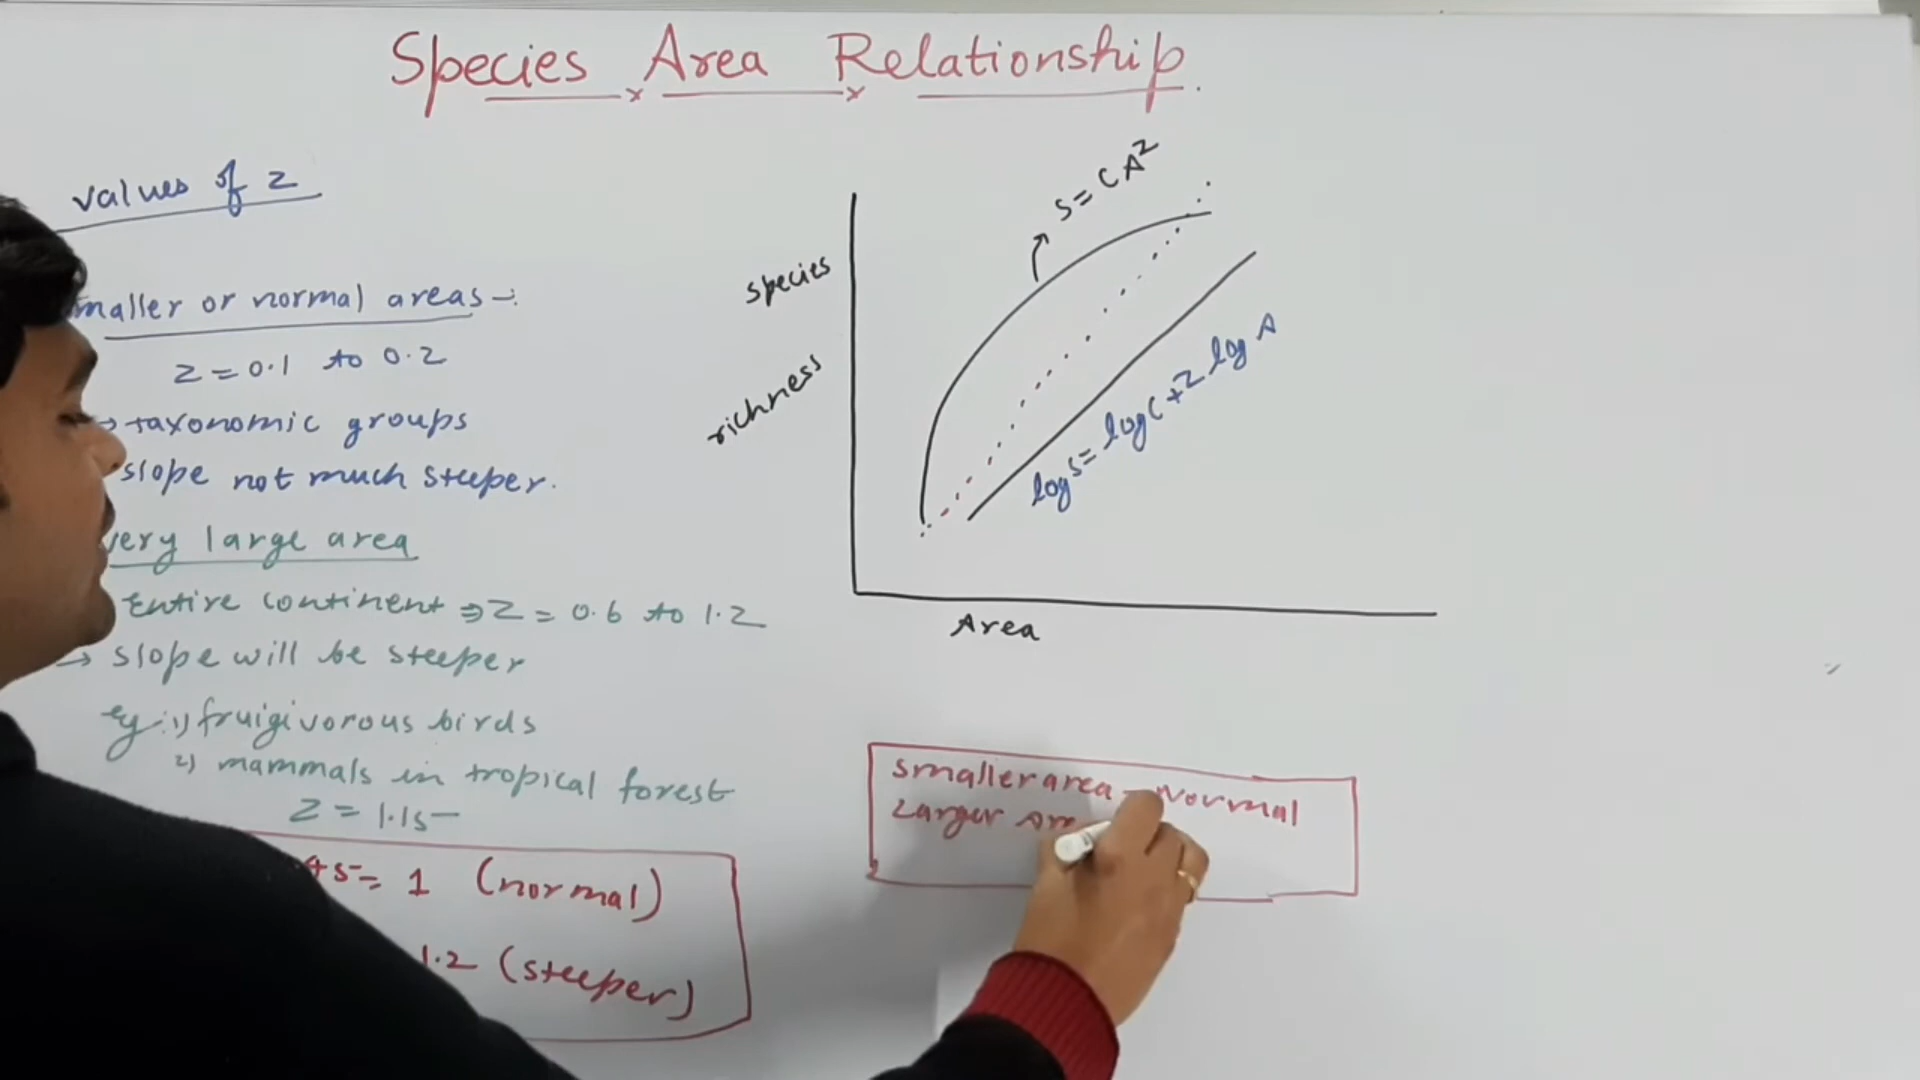 Species Area Relationship.
values of z
maller or normal areas -:
Z = 0.1 to 0.2
→ taxonomic groups
slope not much steeper.
very large area
Entire continent ⇒ Z = 0.6 to 1.2
→ slope will be steeper
eg :- 1) fruigivorous birds
2) mammals in tropical forest
Z = 1.15
= 1 (normal)
1.2 (steeper)
species
richness
S = CA^Z
log S = log C + Z log A
Area
smaller area - Normal
Larger Are